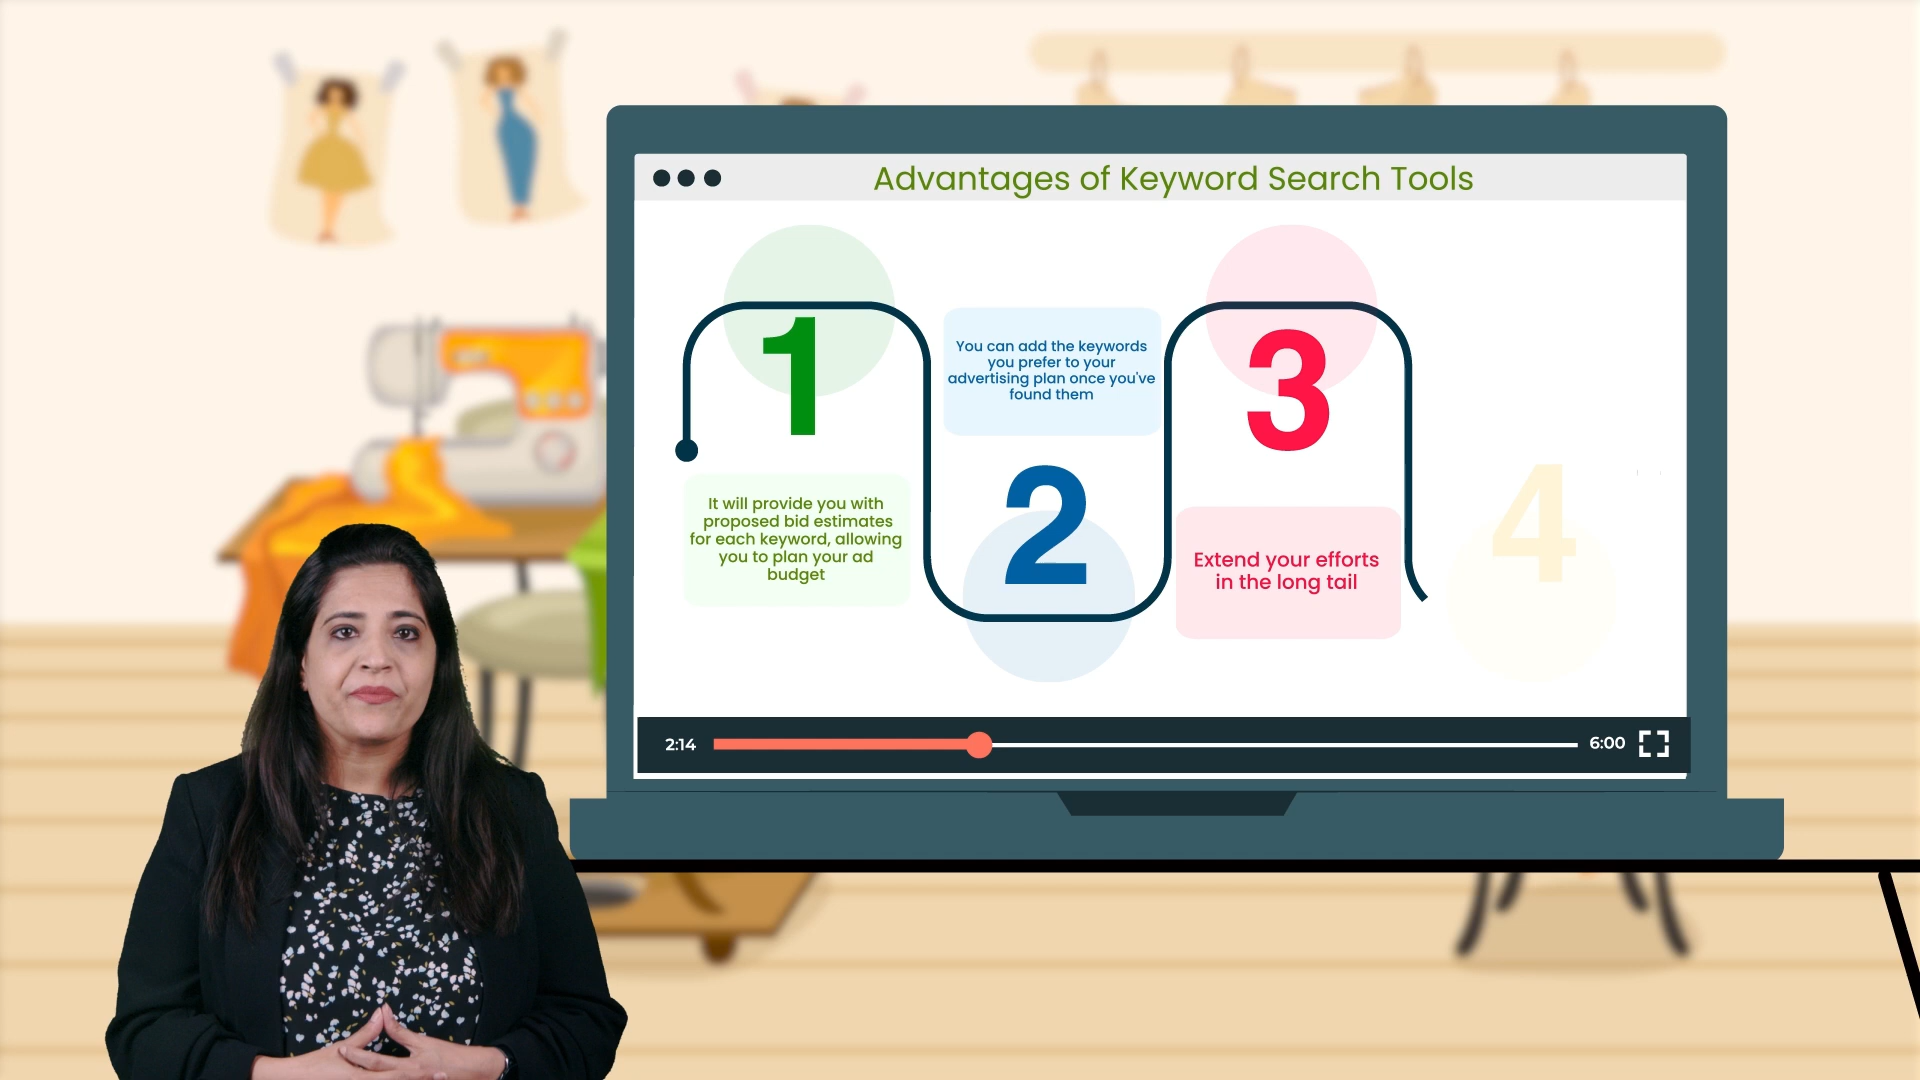 Advantages of Keyword Search Tools
1
It will provide you with
proposed bid estimates
for each keyword, allowing
you to plan your ad
budget
You can add the keywords
you prefer to your
advertising plan once you've
found them
2
3
Extend your efforts
in the long tail
4
2:14
6:00